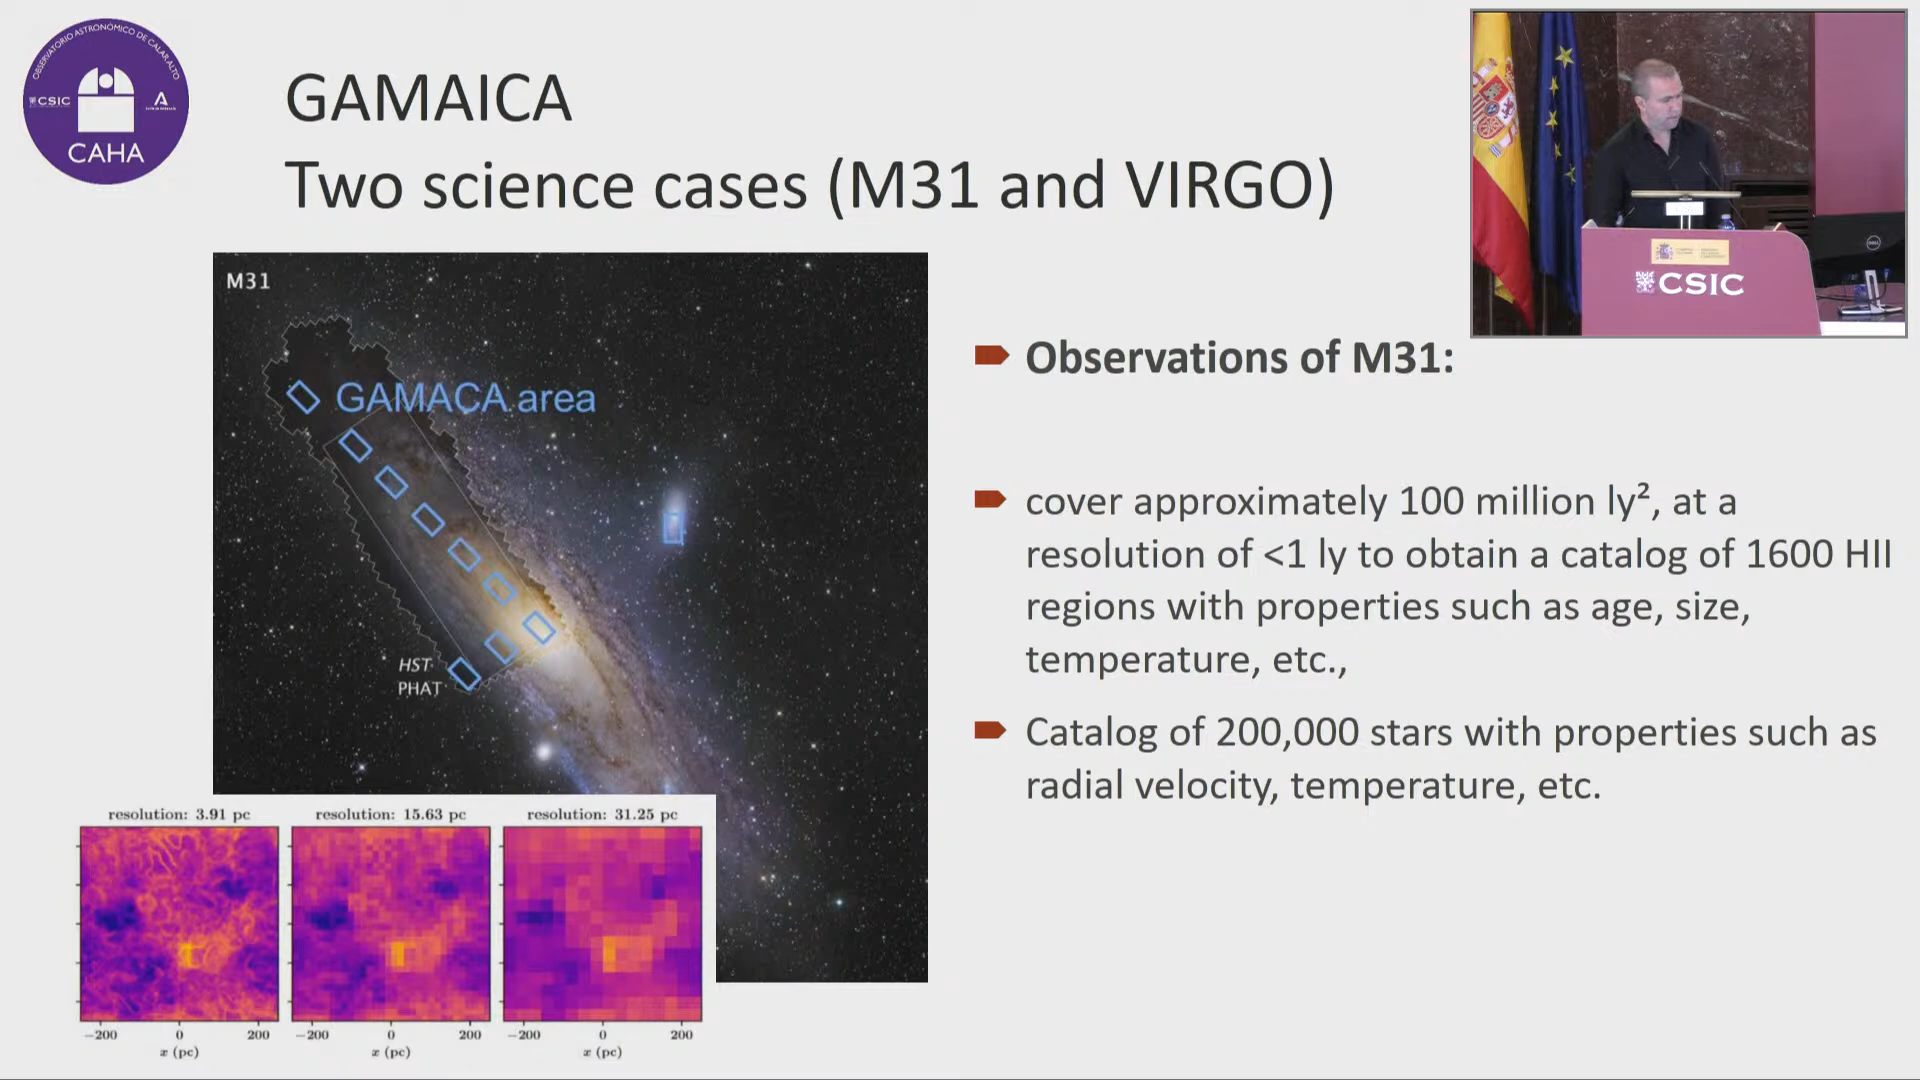 OBSERVATORIO ASTRONÓMICO DE CALAR ALTO
CSIC
CAHA
GAMAICA
Two science cases (M31 and VIRGO)
CSIC
DELL
M31
GAMACA area
HST
PHAT
Observations of M31:
cover approximately 100 million ly², at a
resolution of <1 ly to obtain a catalog of 1600 HII
regions with properties such as age, size,
temperature, etc.,
Catalog of 200,000 stars with properties such as
radial velocity, temperature, etc.
resolution: 3.91 pc
resolution: 15.63 pc
resolution: 31.25 pc
−200 0 200
−200 0 200
−200 0 200
x (pc)
x (pc)
x (pc)